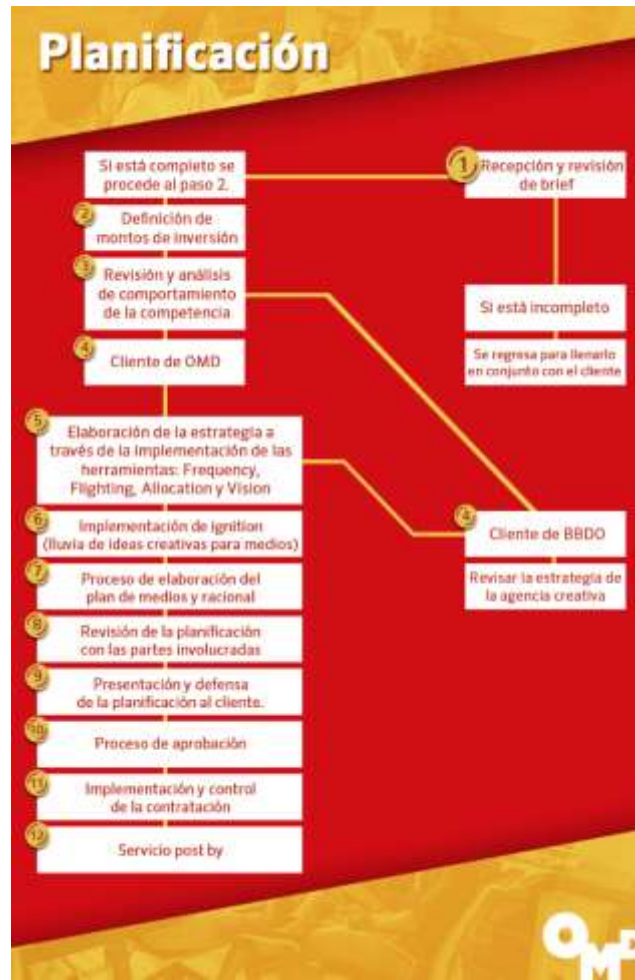 Planificación
Si está completo se
procede al paso 2.
1
Recepción y revisión
de brief
2
Definición de
montos de inversión
3
Revisión y análisis
de comportamiento
de la competencia
Si está incompleto
Se regresa para llenarlo
en conjunto con el cliente
4
Cliente de OMD
5
Elaboración de la estrategia a
través de la implementación de las
herramientas: Frequency,
Flighting, Allocation y Vision
4
Cliente de BBDO
Revisar la estrategia de
la agencia creativa
6
Implementación de ignition
(lluvia de ideas creativas para medios)
7
Proceso de elaboración del
plan de medios y racional
8
Revisión de la planificación
con las partes involucradas
9
Presentación y defensa
de la planificación al cliente.
10
Proceso de aprobación
11
Implementación y control
de la contratación
12
Servicio post by
OMD